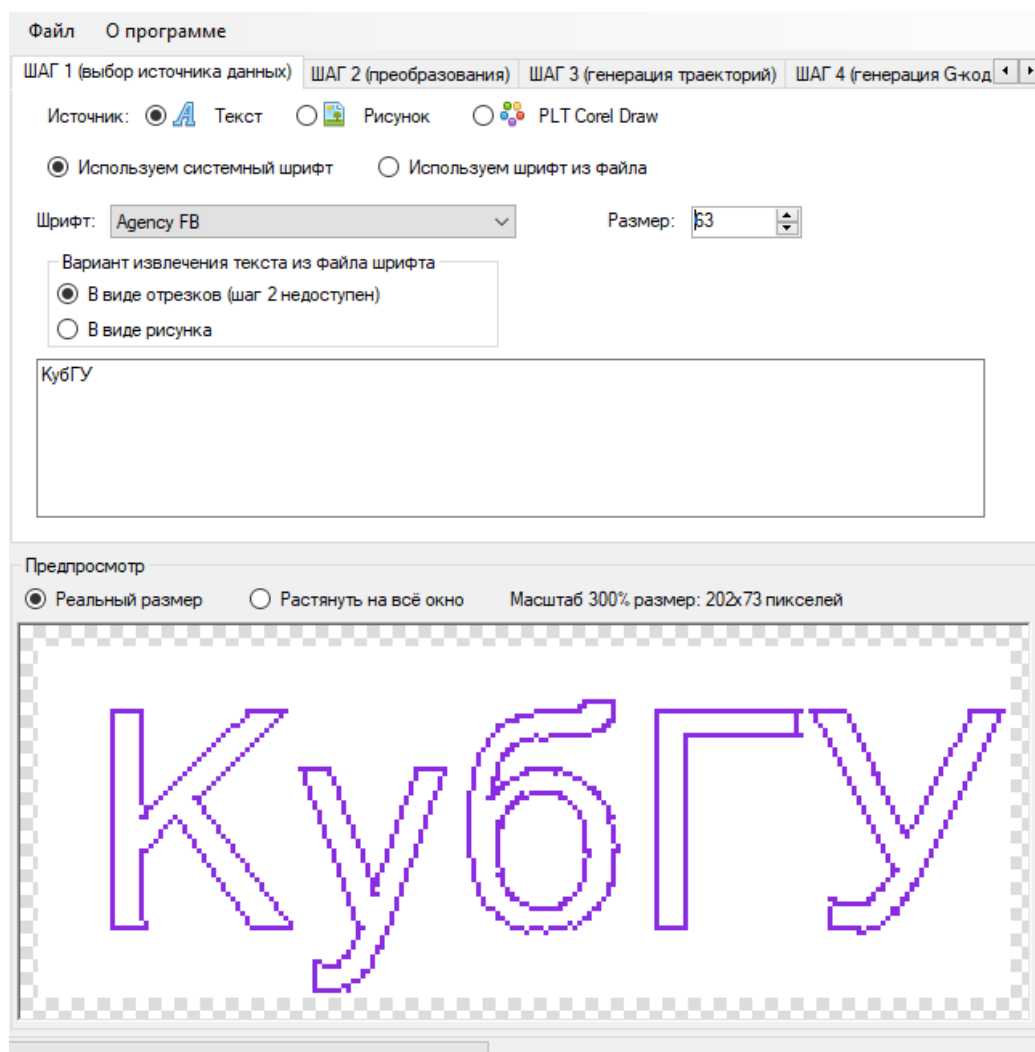 Файл О программе
ШАГ 1 (выбор источника данных) ШАГ 2 (преобразования) ШАГ 3 (генерация траекторий) ШАГ 4 (генерация G-код
Источник: Текст Рисунок PLT Corel Draw
Используем системный шрифт Используем шрифт из файла
Шрифт: Agency FB Размер: 63
Вариант извлечения текста из файла шрифта
В виде отрезков (шаг 2 недоступен)
В виде рисунка
КубГУ
Предпросмотр
Реальный размер Растянуть на всё окно Масштаб 300% размер: 202x73 пикселей
КубГУ